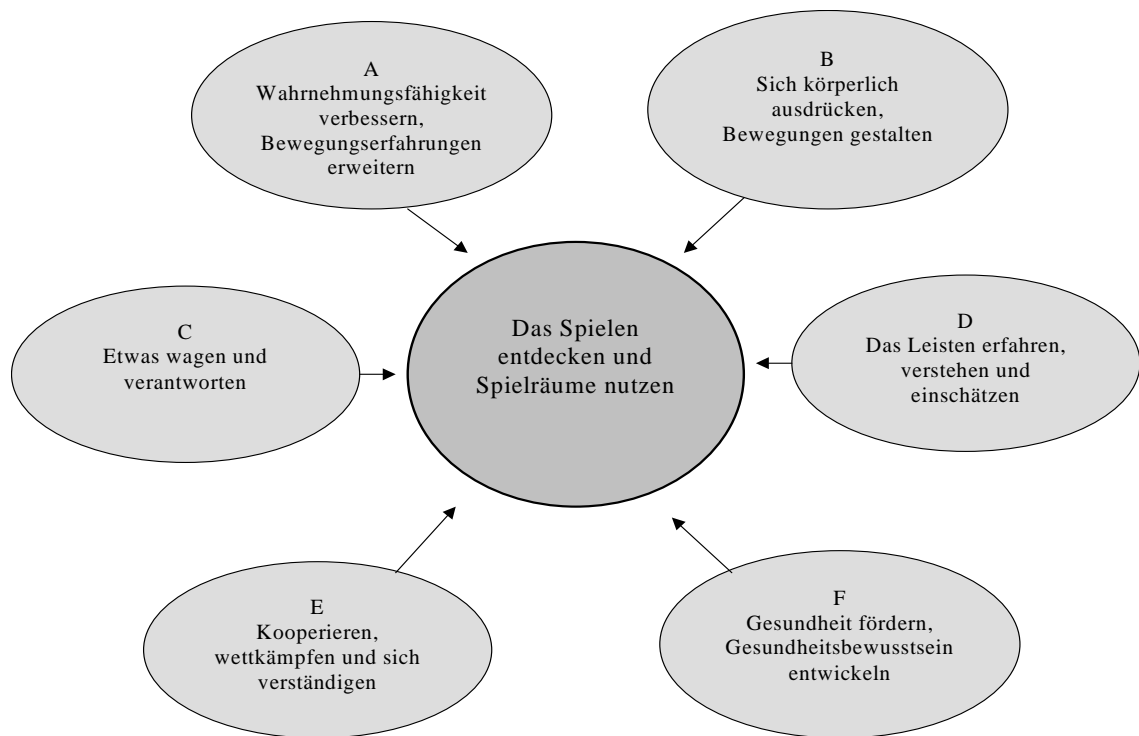 A
Wahrnehmungsfähigkeit
verbessern,
Bewegungserfahrungen
erweitern
B
Sich körperlich
ausdrücken,
Bewegungen gestalten
C
Etwas wagen und
verantworten
Das Spielen
entdecken und
Spielräume nutzen
D
Das Leisten erfahren,
verstehen und
einschätzen
E
Kooperieren,
wettkämpfen und sich
verständigen
F
Gesundheit fördern,
Gesundheitsbewusstsein
entwickeln